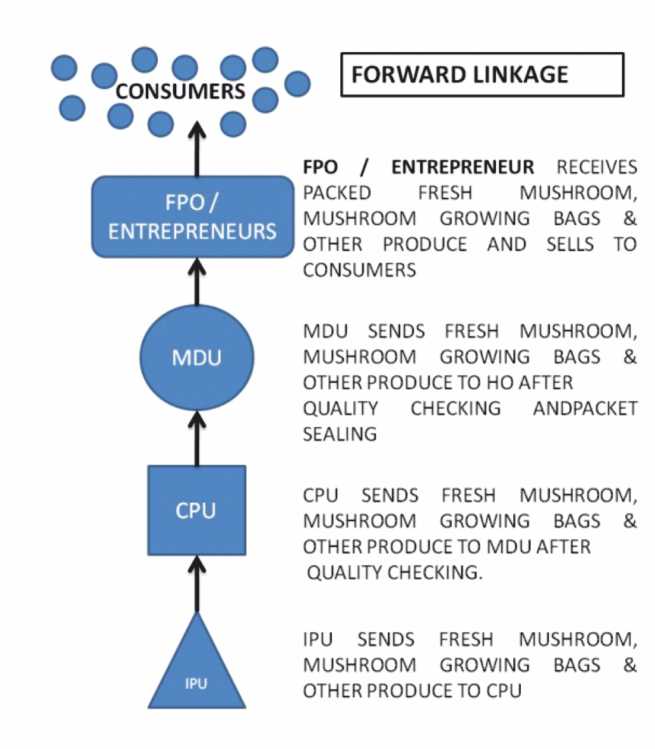 FORWARD LINKAGE
CONSUMERS
FPO / ENTREPRENEURS
FPO / ENTREPRENEUR RECEIVES
PACKED FRESH MUSHROOM,
MUSHROOM GROWING BAGS &
OTHER PRODUCE AND SELLS TO
CONSUMERS
MDU
MDU SENDS FRESH MUSHROOM,
MUSHROOM GROWING BAGS &
OTHER PRODUCE TO HO AFTER
QUALITY CHECKING ANDPACKET
SEALING
CPU
CPU SENDS FRESH MUSHROOM,
MUSHROOM GROWING BAGS &
OTHER PRODUCE TO MDU AFTER
QUALITY CHECKING.
IPU
IPU SENDS FRESH MUSHROOM,
MUSHROOM GROWING BAGS &
OTHER PRODUCE TO CPU